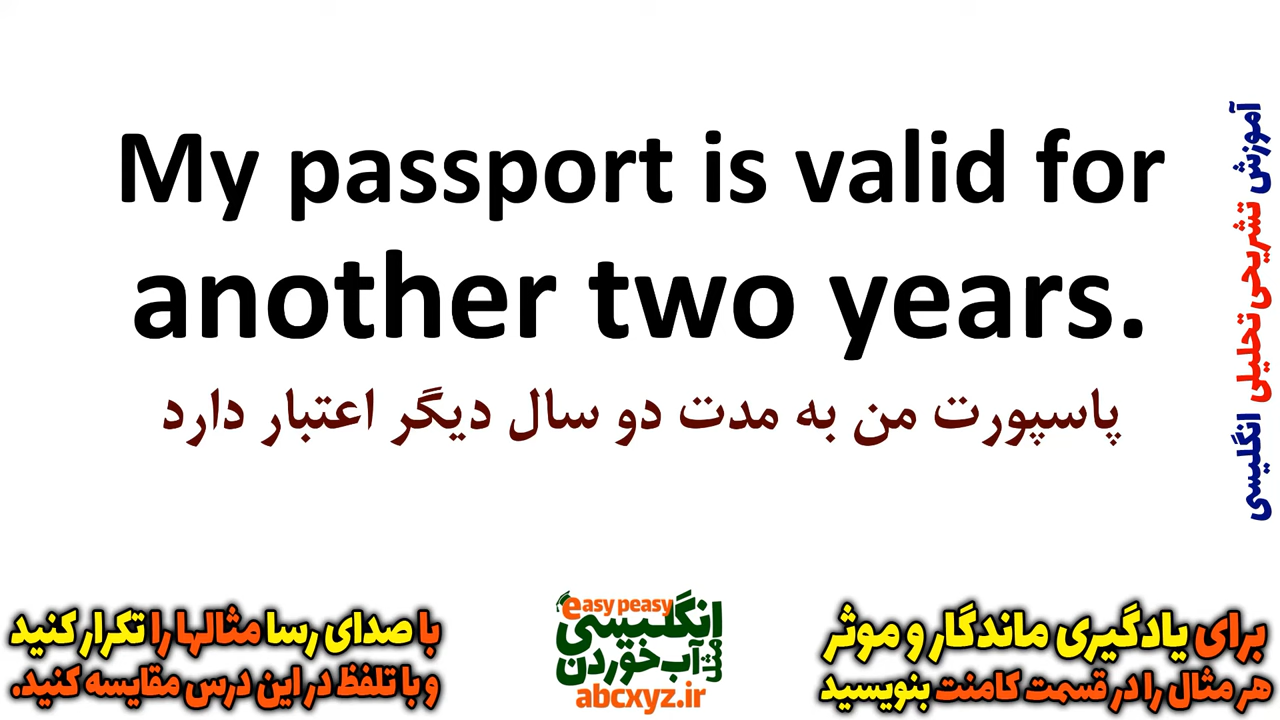 My passport is valid for
another two years.
پاسپورت من به مدت دو سال دیگر اعتبار دارد
آموزش تشریحی تحلیلی انگلیسی
برای یادگیری ماندگار و موثر
هر مثال را در قسمت کامنت بنویسید
easy peasy
انگلیسی
مثل آب خوردن
abcxyz.ir
با صدای رسا مثالها را تکرار کنید
و با تلفظ در این درس مقایسه کنید.